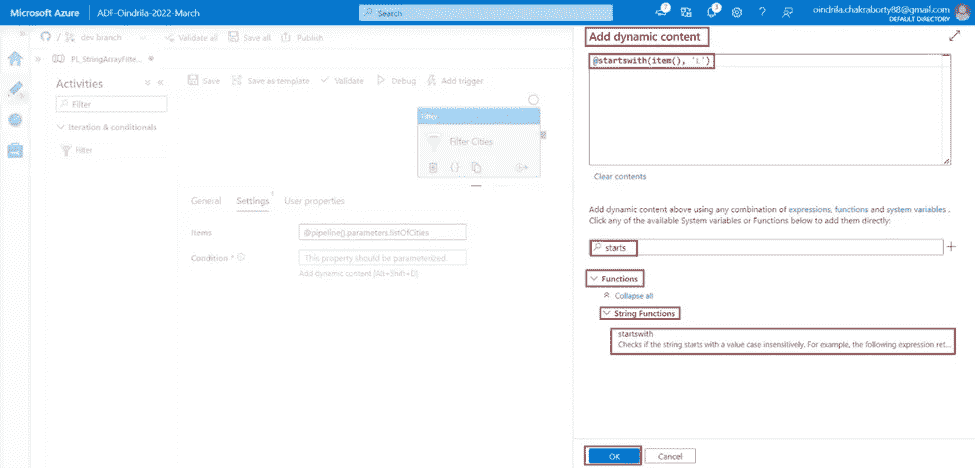 Microsoft Azure
ADF-Oindrila-2022-March
Search
7
3
oindrila.chakraborty88@gmail.com
DEFAULT DIRECTORY
dev branch
Validate all
Save all
Publish
PL_StringArrayFilte...
Activities
Filter
Iteration & conditionals
Filter
Save
Save as template
Validate
Debug
Add trigger
Filter
Filter Cities
General
Settings
1
User properties
Items
@pipeline().parameters.listOfCities
Condition *
This property should be parameterized.
Add dynamic content [Alt+Shift+D]
Add dynamic content
@startswith(item(), 'L')
Clear contents
Add dynamic content above using any combination of expressions, functions and system variables .
Click any of the available System variables or Functions below to add them directly:
starts
Functions
Collapse all
String Functions
startswith
Checks if the string starts with a value case insensitively. For example, the following expression ret...
OK
Cancel